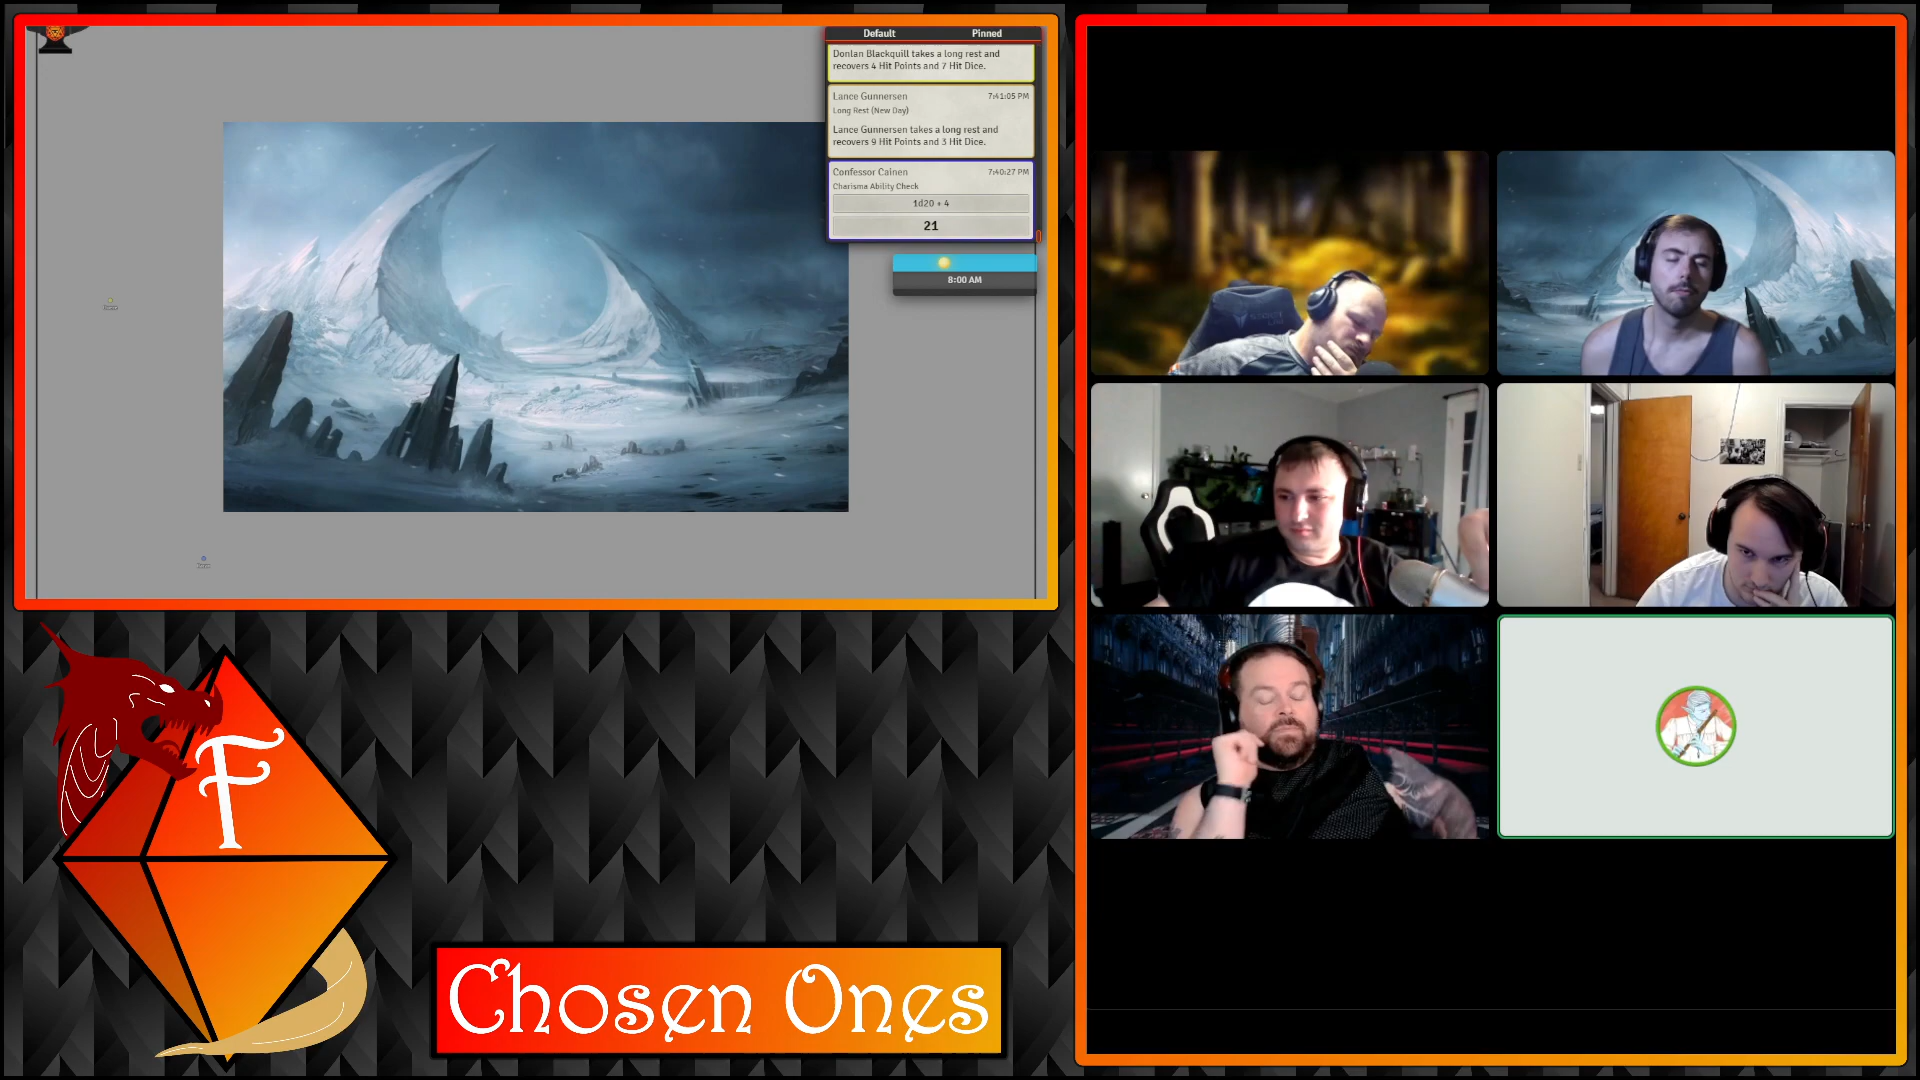 Default
Pinned
Donlan Blackquill takes a long rest and
recovers 4 Hit Points and 7 Hit Dice.
Lance Gunnersen
7:41:05 PM
Long Rest (New Day)
Lance Gunnersen takes a long rest and
recovers 9 Hit Points and 3 Hit Dice.
Confessor Cainen
7:40:27 PM
Charisma Ability Check
1d20 + 4
21
8:00 AM
F
Chosen Ones